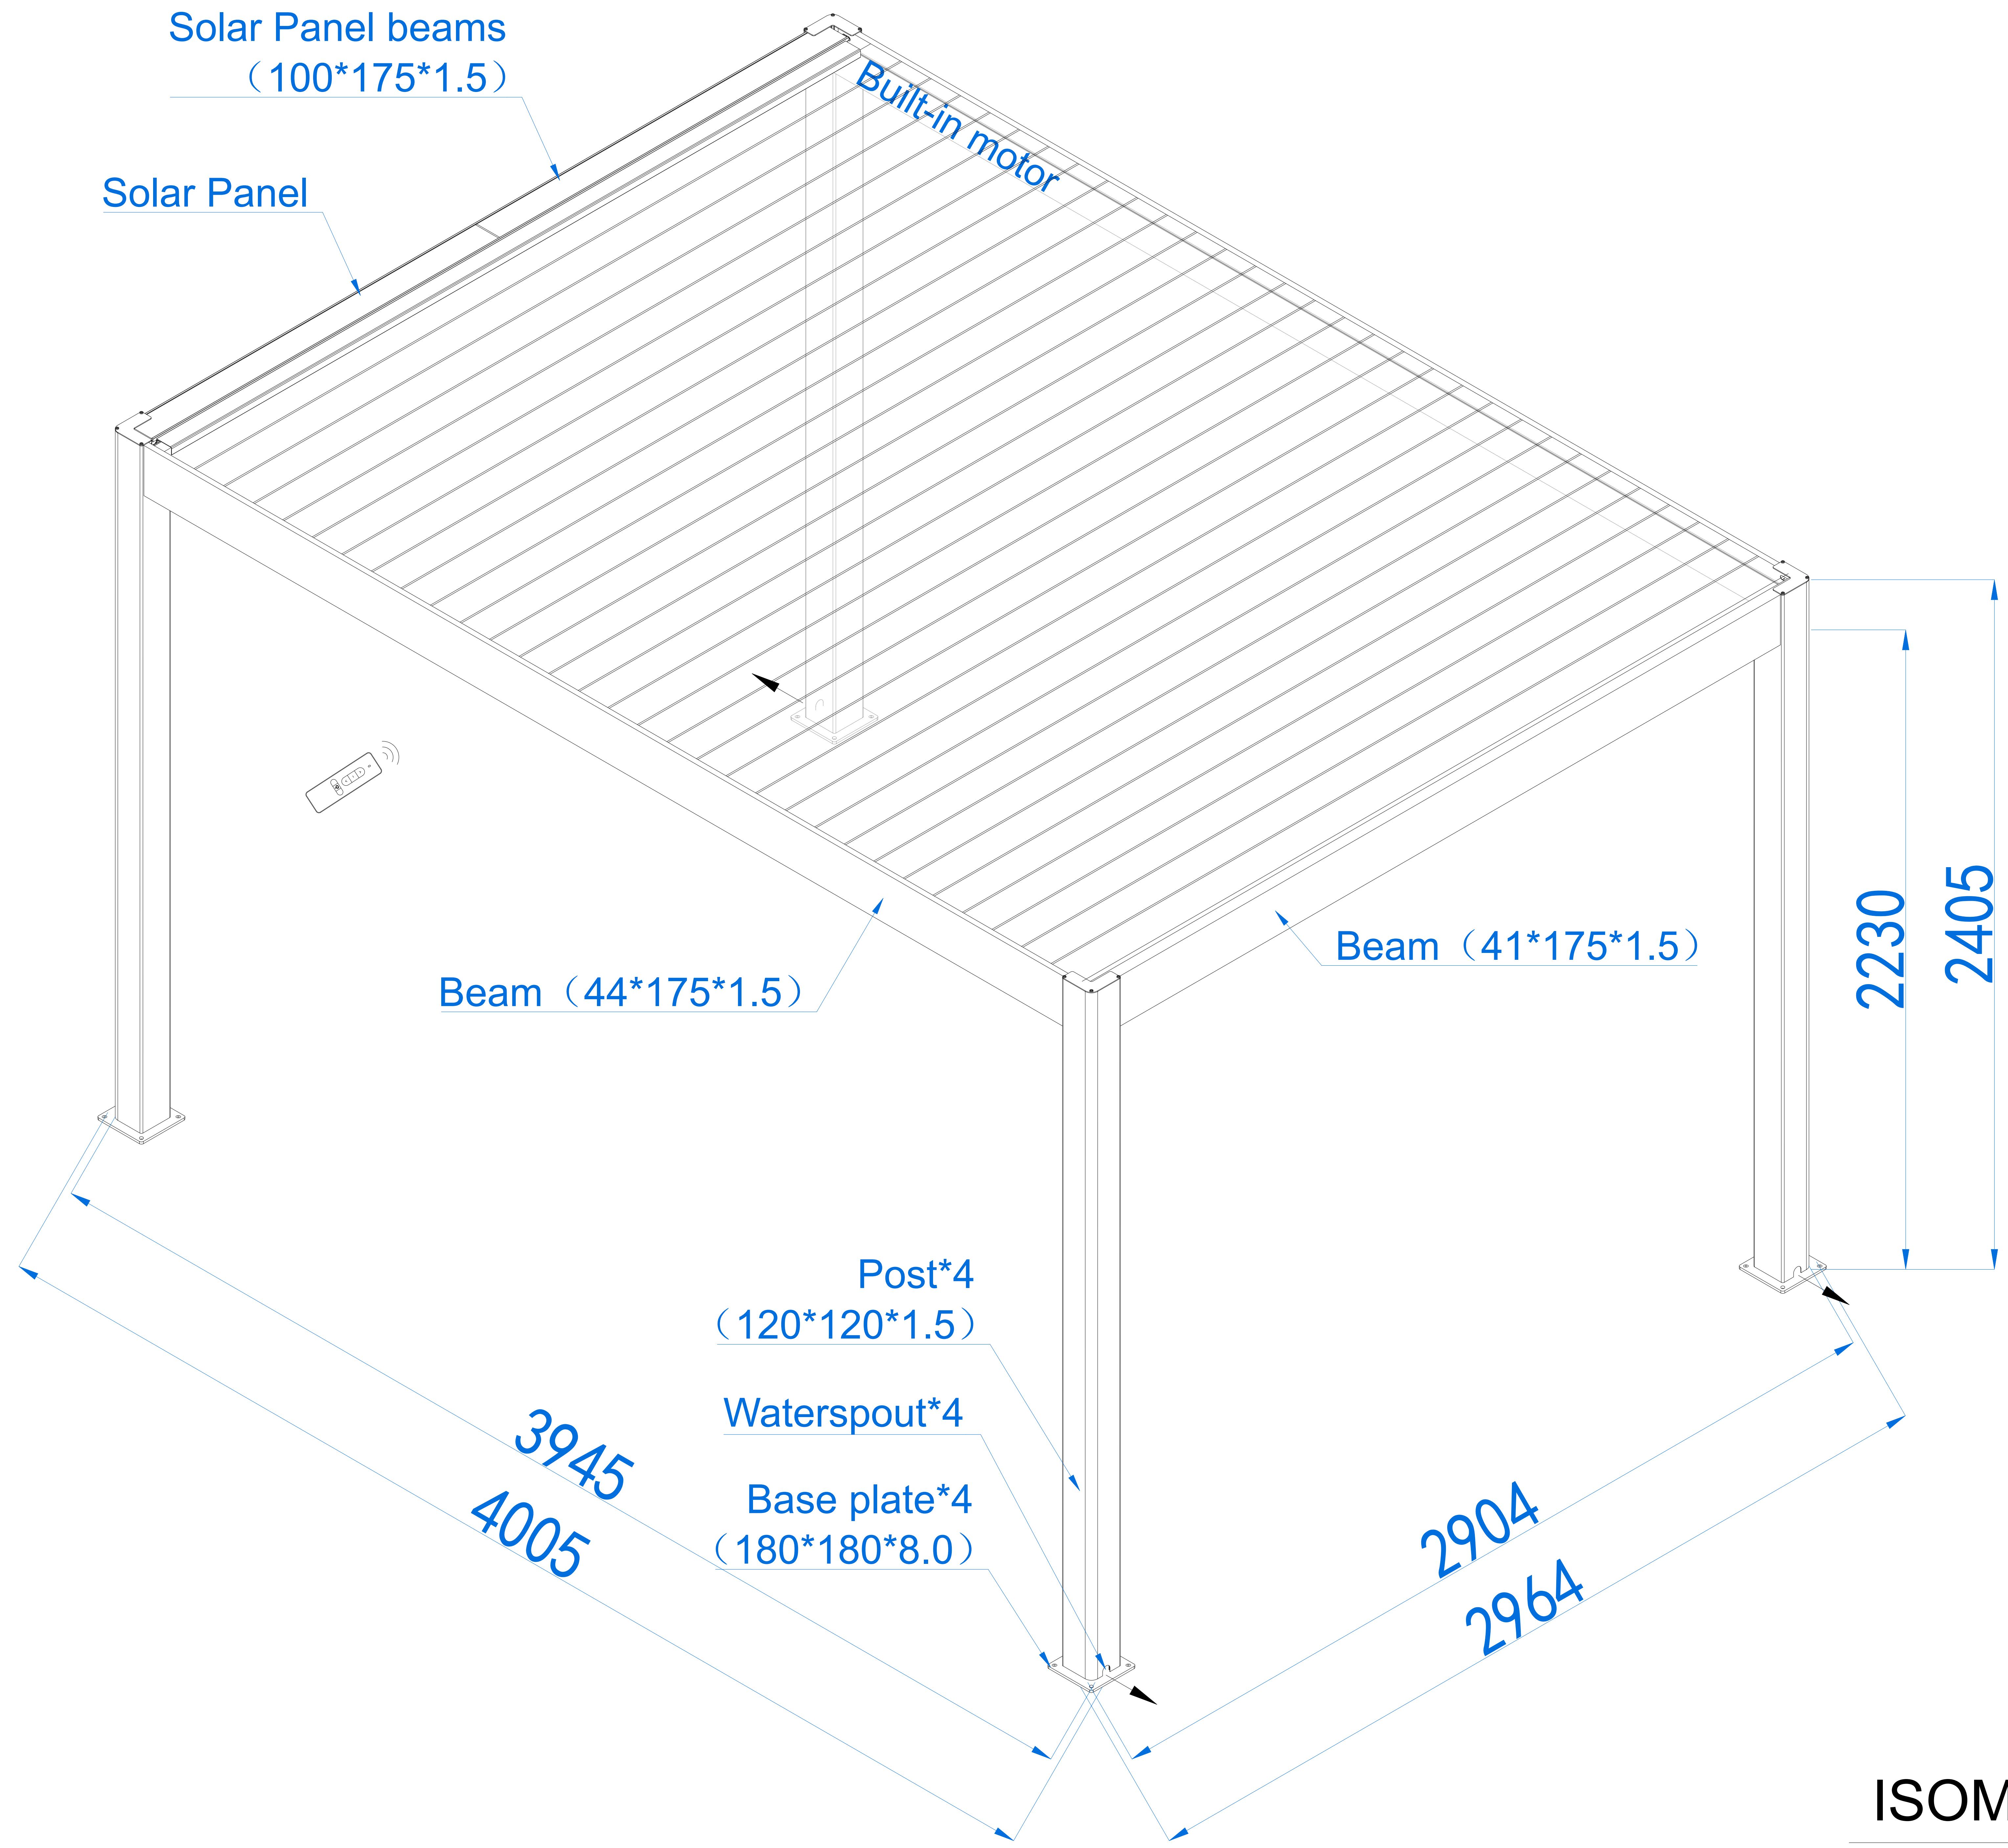 Solar Panel beams
（100*175*1.5）
Solar Panel
Built-in motor
Beam（41*175*1.5）
Beam（44*175*1.5）
2230
2405
Post*4
（120*120*1.5）
Waterspout*4
Base plate*4
（180*180*8.0）
3945
4005
2904
2964
ISOM